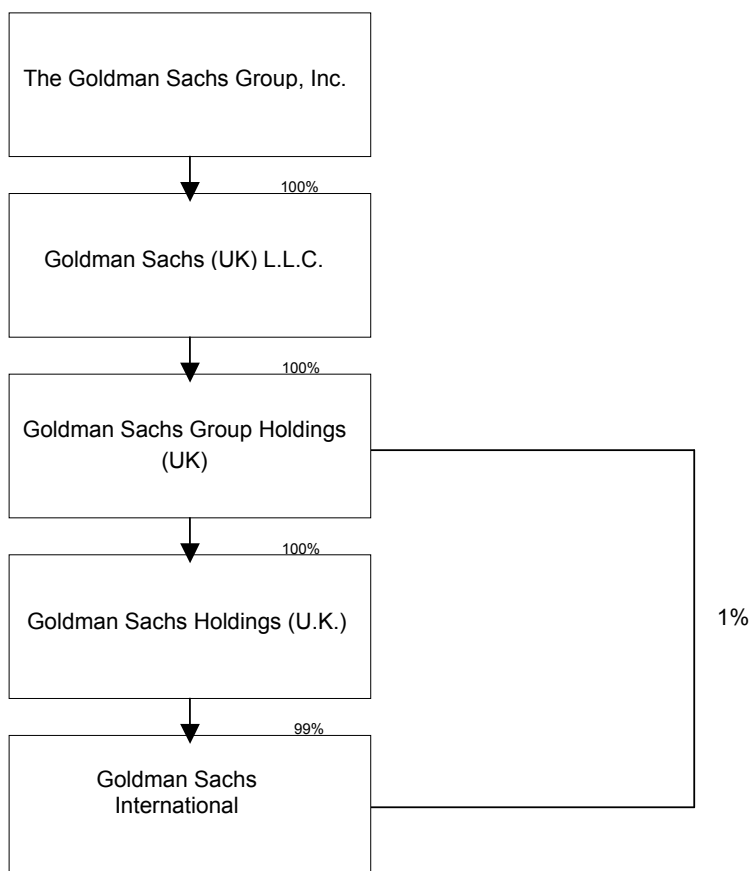 The Goldman Sachs Group, Inc.
100%
Goldman Sachs (UK) L.L.C.
100%
Goldman Sachs Group Holdings
(UK)
100%
Goldman Sachs Holdings (U.K.)
1%
99%
Goldman Sachs
International